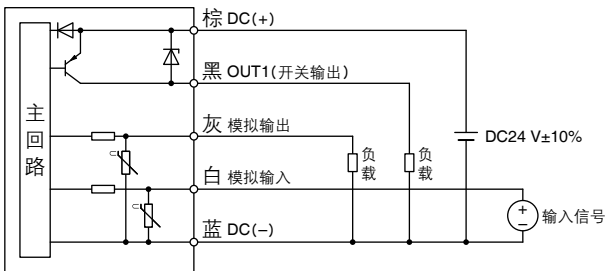 棕 DC(+)
黑 OUT1(开关输出)
主回路
灰 模拟输出
负载
负载
DC24 V±10%
白 模拟输入
输入信号
蓝 DC(−)